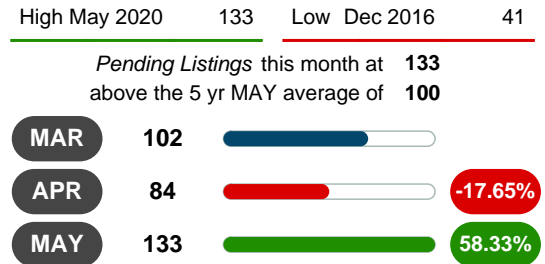 High May 2020 133 Low Dec 2016 41
Pending Listings this month at 133
above the 5 yr MAY average of 100
MAR 102
APR 84 -17.65%
MAY 133 58.33%